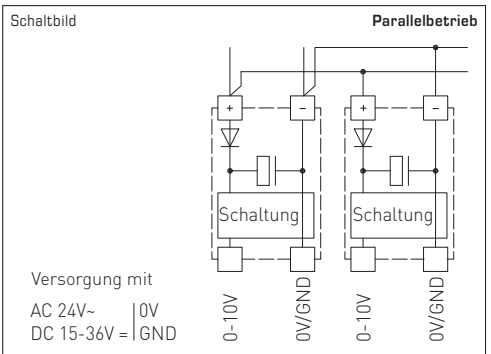 Schaltbild
Parallelbetrieb
+
−
+
−
Schaltung
Schaltung
Versorgung mit
AC 24V~ | 0V
DC 15-36V = | GND
0-10V
0V/GND
0-10V
0V/GND